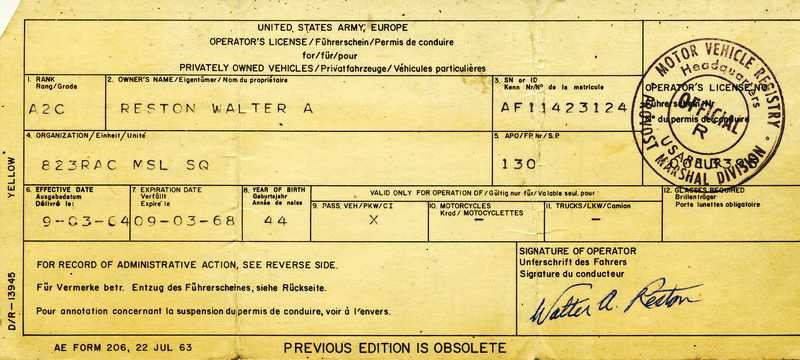 UNITED STATES ARMY, EUROPE
OPERATOR'S LICENSE/Führerschein/Permis de conduire
for/für/pour
PRIVATELY OWNED VEHICLES/Privatfahrzeuge/Véhicules particulières
1. RANK
Rang/Grade
A2C
2. OWNER'S NAME/Eigentümer/Nom du propriétaire
RESTON WALTER A
3. SN or ID
Kenn Nr/Nº de la matricule
AF11423124
OPERATOR'S LICENSE NO.
Führerschein Nr
Nº du permis de conduire
MOTOR VEHICLE REGISTRY
Headquarters
OFFICIAL
R
USAREUR
PROVOST MARSHAL DIVISION
4. ORGANIZATION/Einheit/Unité
823RAC MSL SQ
5. APO/FP. Nr/S.P.
130
6. EFFECTIVE DATE
Ausgabedatum
Délivré le:
9-03-64
7. EXPIRATION DATE
Verfällt
Expire le
09-03-68
8. YEAR OF BIRTH
Geburtsjahr
Année de naiss
44
VALID ONLY FOR OPERATION OF/Gültig nur für/Valable seul. pour:
9. PASS. VEH/PKW/CI
X
10. MOTORCYCLES
Krad/MOTOCYCLETTES
—
11. TRUCKS/LKW/Camion
—
12. GLASSES REQUIRED
Brillenträger
Porte lunettes obligatoire
FOR RECORD OF ADMINISTRATIVE ACTION, SEE REVERSE SIDE.
Für Vermerke betr. Entzug des Führerscheines, siehe Rückseite.
Pour annotation concernant la suspension du permis de conduire, voir à l'envers.
SIGNATURE OF OPERATOR
Unterschrift des Fahrers
Signature du conducteur
Walter A. Reston
YELLOW
D/R-13945
AE FORM 206, 22 JUL 63
PREVIOUS EDITION IS OBSOLETE